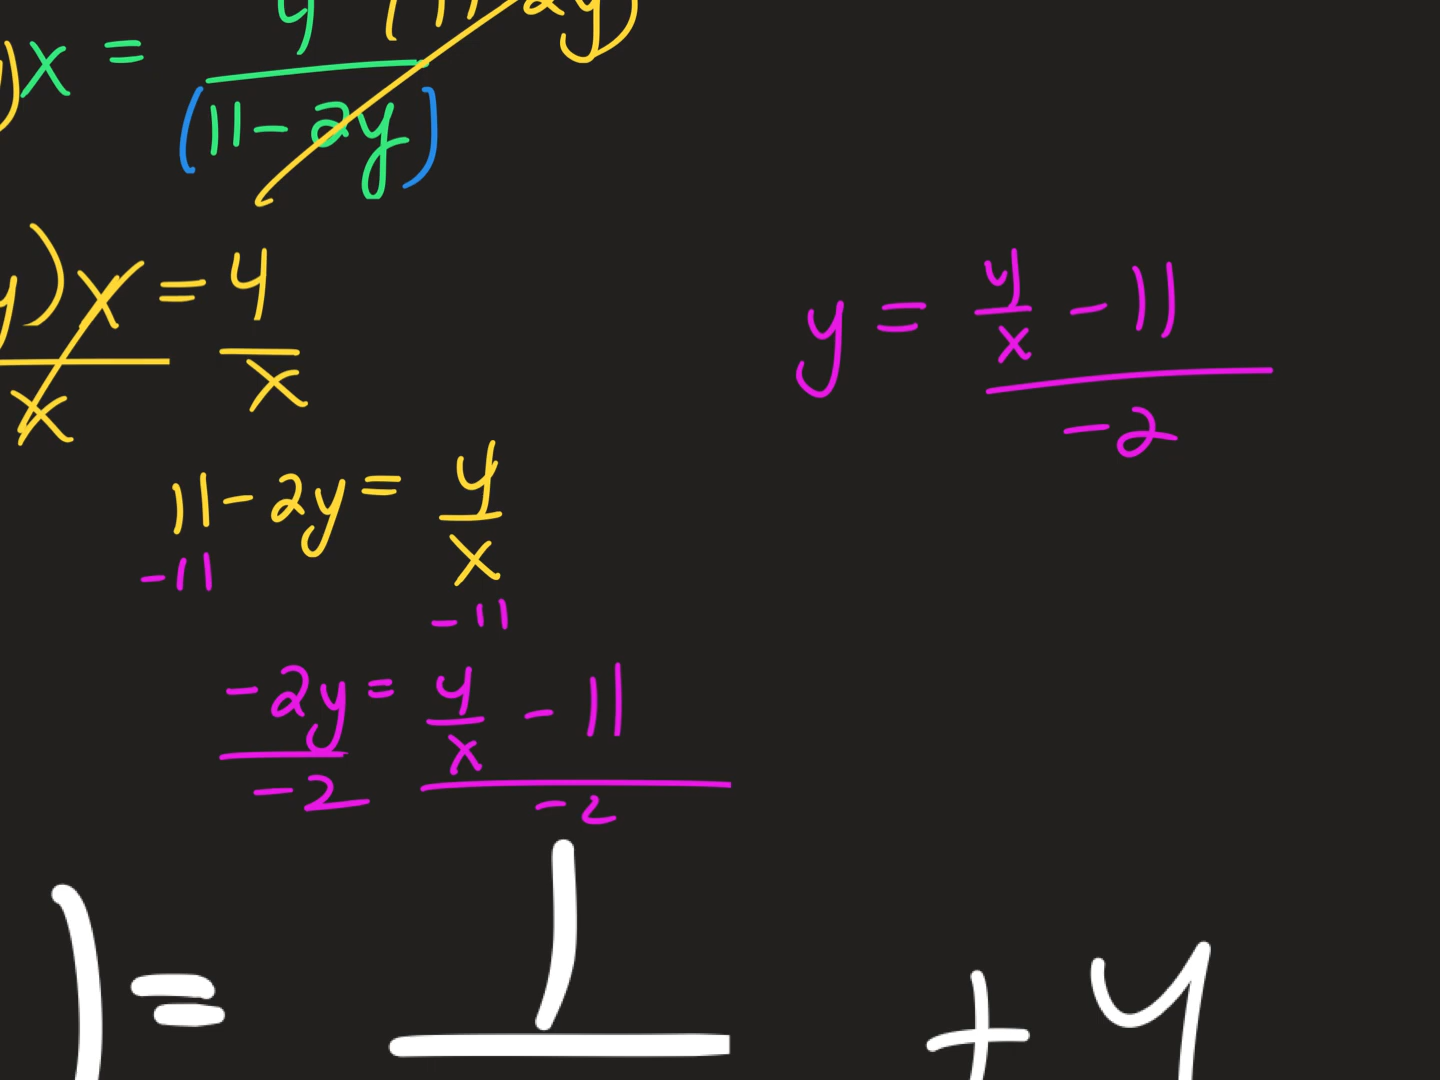 )x = 4 (11-2y)
(11-2y)
y)x = 4
x x
11-2y = 4/x
-11 -11
-2y = 4/x - 11
-2 -2
y = 4/x - 11
-2
) = 1 + 4